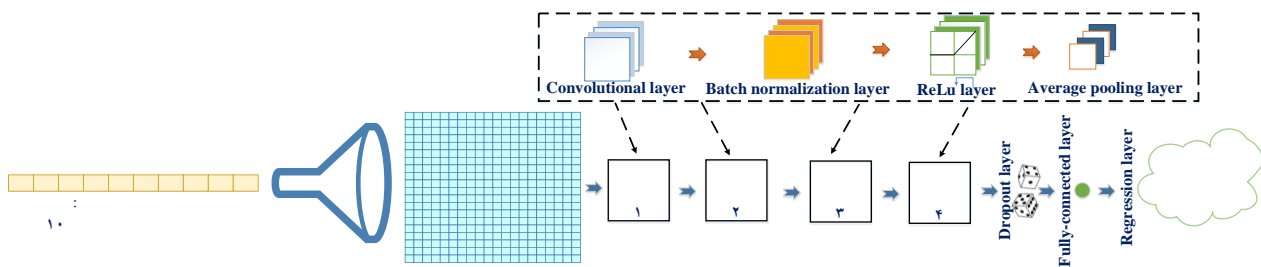 Convolutional layer
Batch normalization layer
ReLu layer
Average pooling layer
:
۱۰
۱
۲
۳
۴
Dropout layer
Fully-connected layer
Regression layer